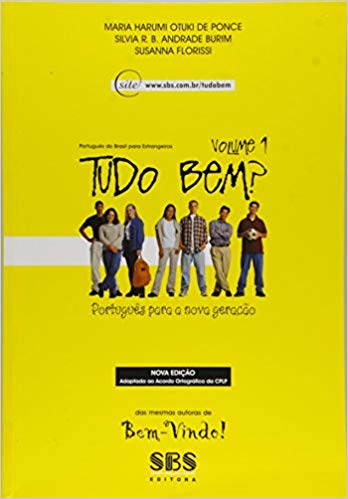 MARIA HARUMI OTUKI DE PONCE
SILVIA R. B. ANDRADE BURIM
SUSANNA FLORISSI
site www.sbs.com.br/tudobem
Português do Brasil para Estrangeiros
VOLUME 1
TUDO BEM?
Português para a nova geração
NOVA EDIÇÃO
Adaptada ao Acordo Ortográfico da CPLP
das mesmas autoras de
Bem-Vindo!
SBS
EDITORA